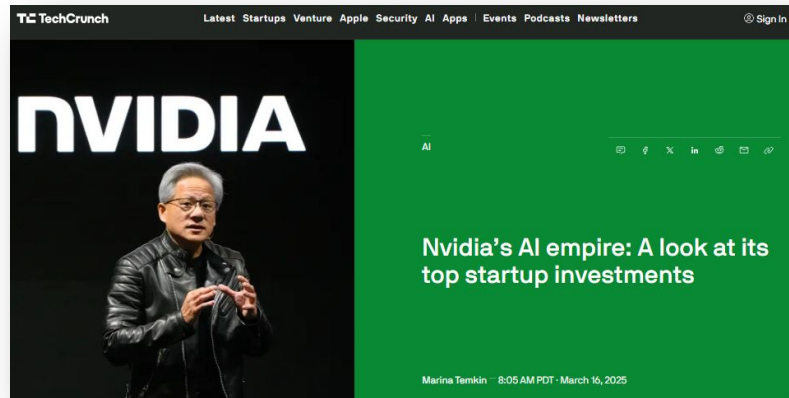 TechCrunch
Latest Startups Venture Apple Security AI Apps | Events Podcasts Newsletters
Sign In
NVIDIA
AI
Nvidia's AI empire: A look at its
top startup investments
Marina Temkin — 8:05 AM PDT · March 16, 2025